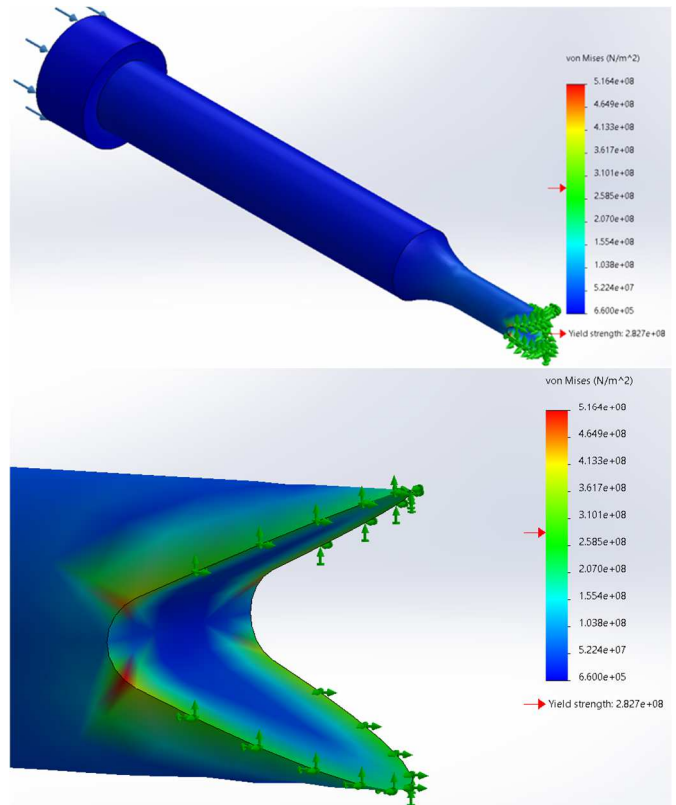 von Mises (N/m^2)
5.164e+08
4.649e+08
4.133e+08
3.617e+08
3.101e+08
2.585e+08
2.070e+08
1.554e+08
1.038e+08
5.224e+07
6.600e+05
Yield strength: 2.827e+08
von Mises (N/m^2)
5.164e+08
4.649e+08
4.133e+08
3.617e+08
3.101e+08
2.585e+08
2.070e+08
1.554e+08
1.038e+08
5.224e+07
6.600e+05
Yield strength: 2.827e+08